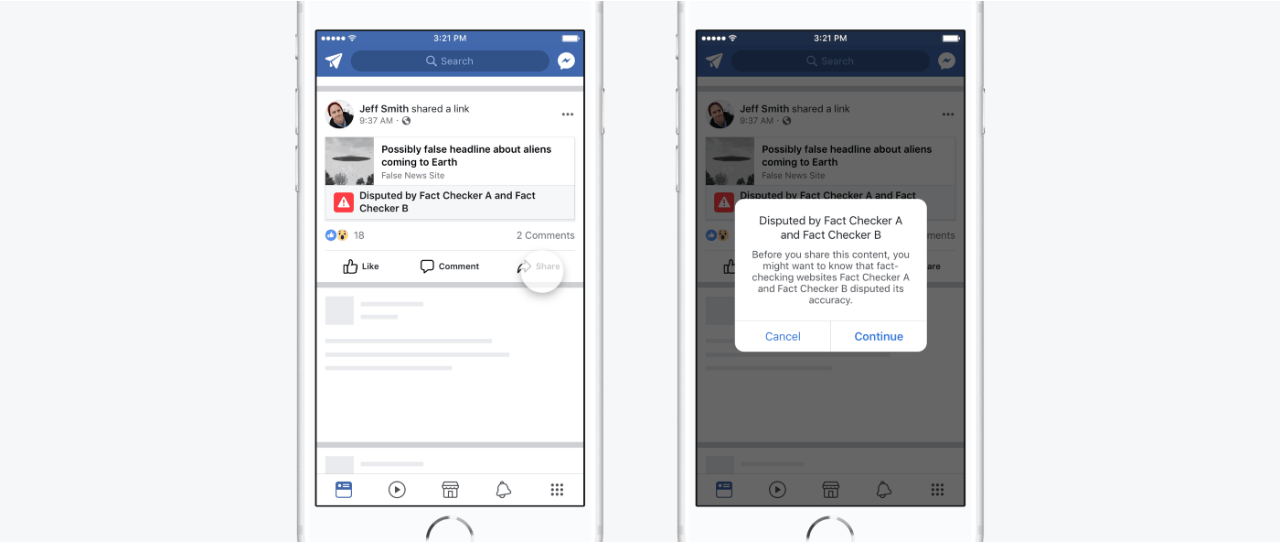 3:21 PM
Search
Jeff Smith shared a link
9:37 AM ·
Possibly false headline about aliens
coming to Earth
False News Site
Disputed by Fact Checker A and Fact
Checker B
18
2 Comments
Like
Comment
Share
3:21 PM
Search
Jeff Smith shared a link
9:37 AM ·
Possibly false headline about aliens
coming to Earth
False News Site
Disputed by Fact Checker A and Fact
Disputed by Fact Checker A
and Fact Checker B
Before you share this content, you
might want to know that fact-
checking websites Fact Checker A
and Fact Checker B disputed its
accuracy.
Cancel
Continue